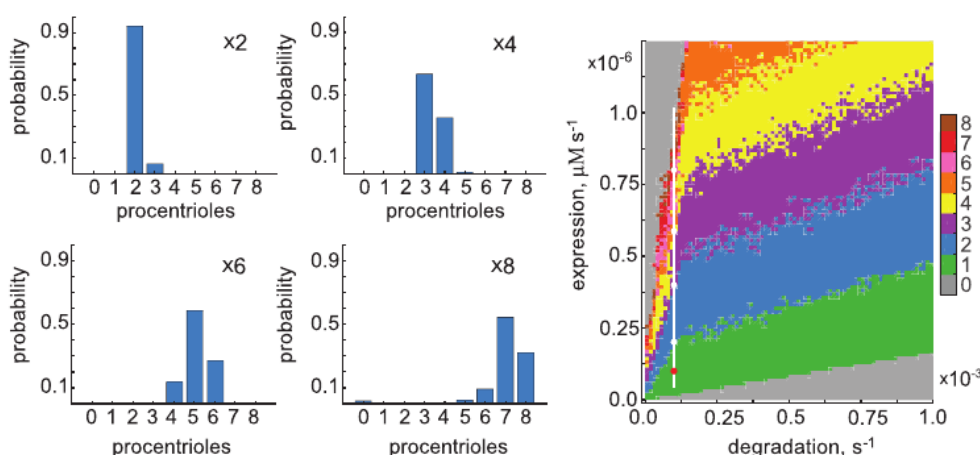 x2
probability
0.9
0.5
0.1
0 1 2 3 4 5 6 7 8
procentrioles
x4
probability
0.9
0.5
0.1
0 1 2 3 4 5 6 7 8
procentrioles
x6
probability
0.9
0.5
0.1
0 1 2 3 4 5 6 7 8
procentrioles
x8
probability
0.9
0.5
0.1
0 1 2 3 4 5 6 7 8
procentrioles
x10⁻⁶
expression, μM s⁻¹
1.0
0.75
0.5
0.25
0.0
0.0 0.25 0.5 0.75 1.0
x10⁻³
degradation, s⁻¹
8
7
6
5
4
3
2
1
0